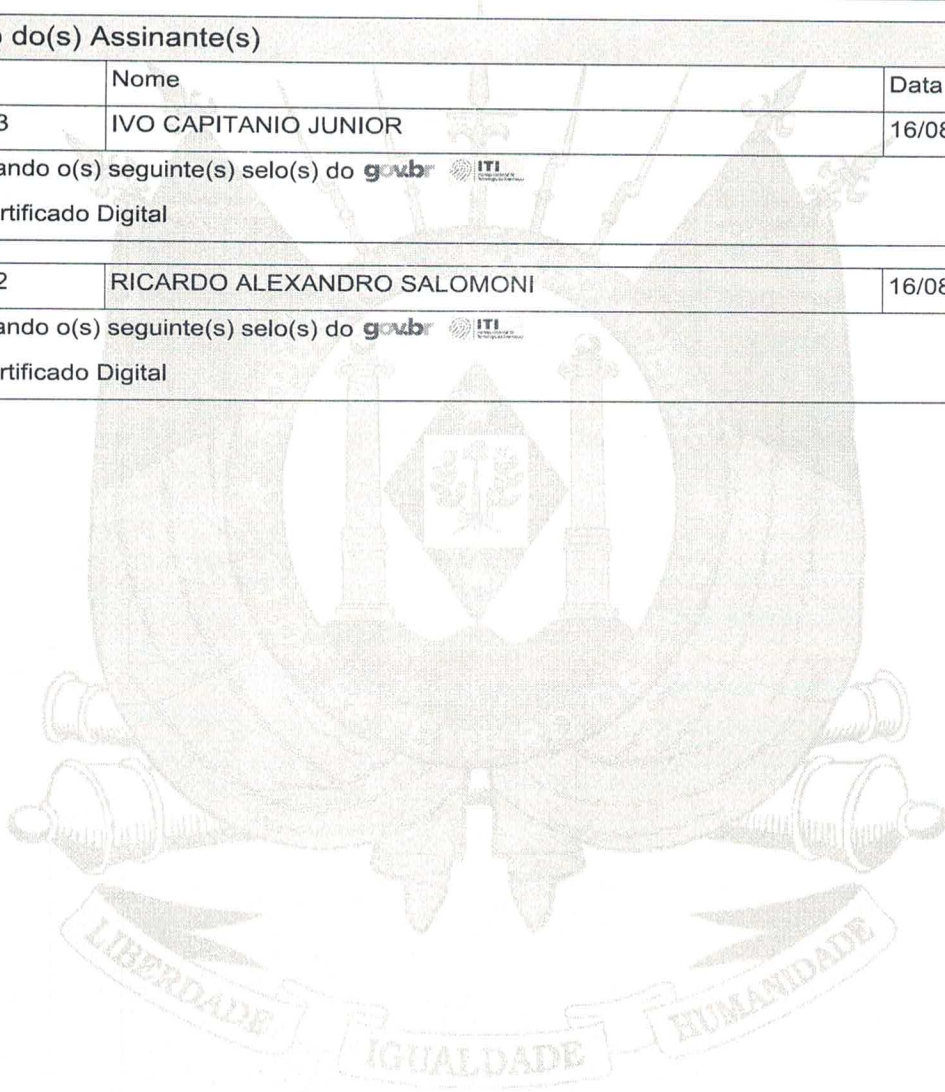 do(s) Assinante(s)
Nome Data
3 IVO CAPITANIO JUNIOR 16/08
ando o(s) seguinte(s) selo(s) do gov.br ITI
rtificado Digital
2 RICARDO ALEXANDRO SALOMONI 16/08
ando o(s) seguinte(s) selo(s) do gov.br ITI
rtificado Digital
LIBERDADE
IGUALDADE
HUMANIDADE